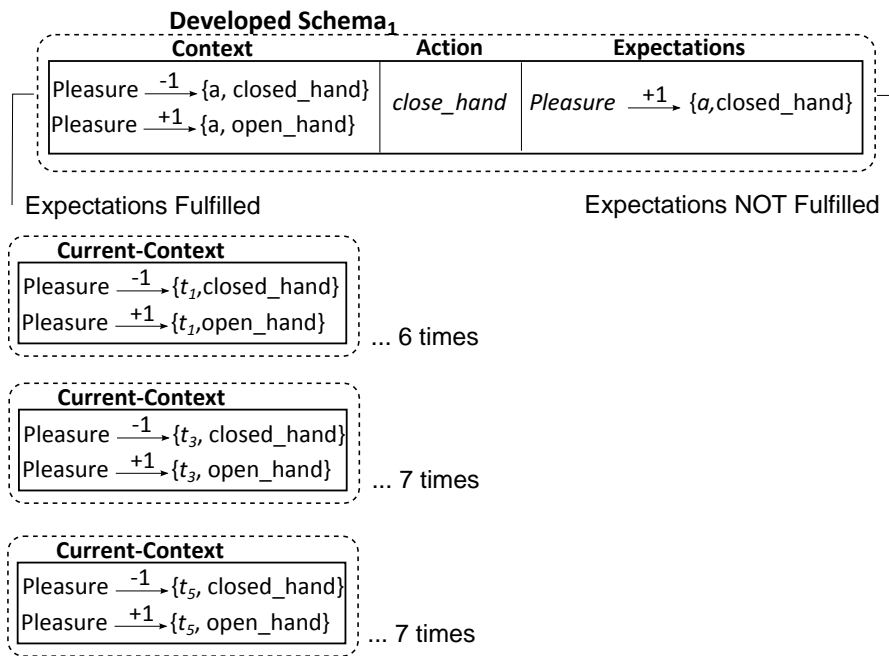 Developed Schema1
Context Action Expectations
Pleasure -1 {a, closed_hand}
Pleasure +1 {a, open_hand}
close_hand
Pleasure +1 {a,closed_hand}
Expectations Fulfilled
Expectations NOT Fulfilled
Current-Context
Pleasure -1 {t1,closed_hand}
Pleasure +1 {t1,open_hand}
... 6 times
Current-Context
Pleasure -1 {t3, closed_hand}
Pleasure +1 {t3, open_hand}
... 7 times
Current-Context
Pleasure -1 {t5, closed_hand}
Pleasure +1 {t5, open_hand}
... 7 times